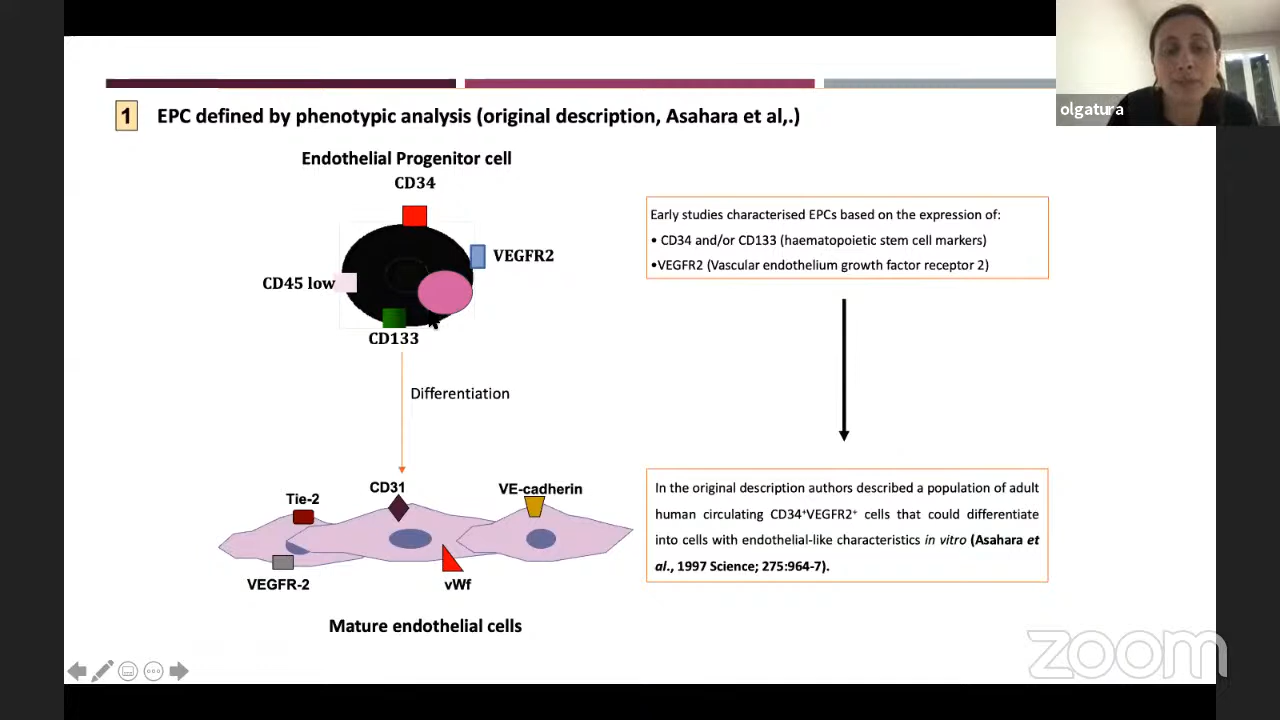 olgatura
1 EPC defined by phenotypic analysis (original description, Asahara et al,.)
Endothelial Progenitor cell
CD34
VEGFR2
CD45 low
CD133
Differentiation
Tie-2
CD31
VE-cadherin
VEGFR-2
vWf
Mature endothelial cells
Early studies characterised EPCs based on the expression of:
• CD34 and/or CD133 (haematopoietic stem cell markers)
•VEGFR2 (Vascular endothelium growth factor receptor 2)
In the original description authors described a population of adult
human circulating CD34⁺VEGFR2⁺ cells that could differentiate
into cells with endothelial-like characteristics in vitro (Asahara et
al., 1997 Science; 275:964-7).
zoom